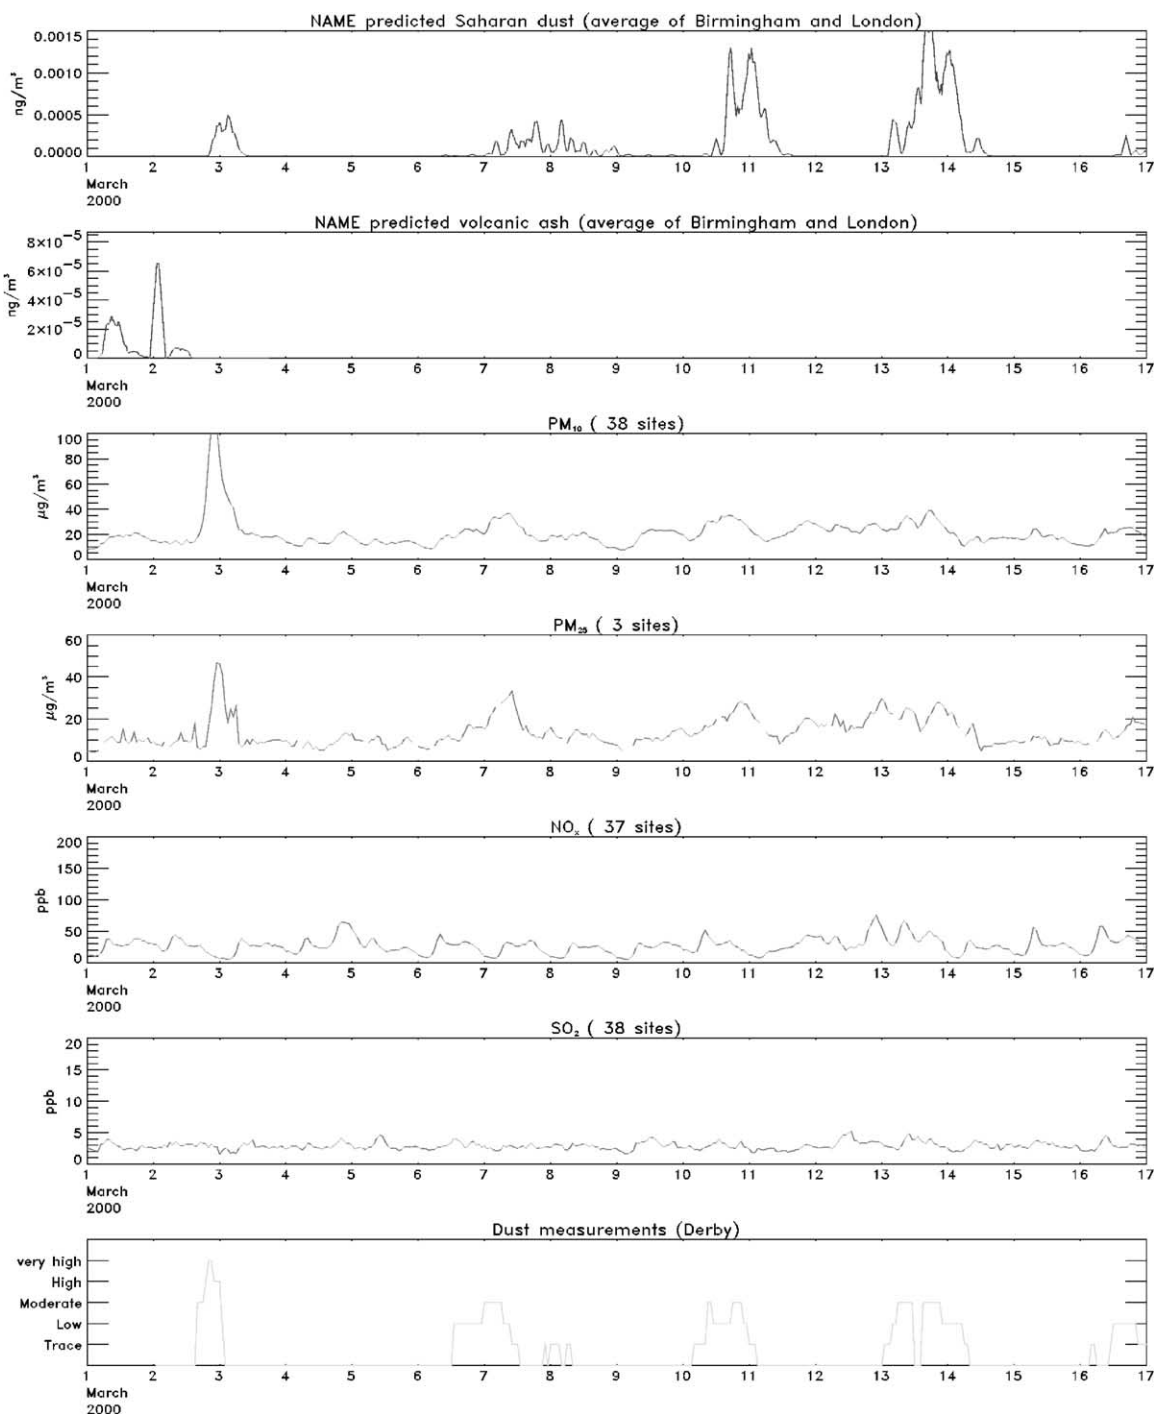 NAME predicted Saharan dust (average of Birmingham and London)
0.0015
0.0010
0.0005
0.0000
ng/m³
1 2 3 4 5 6 7 8 9 10 11 12 13 14 15 16 17
March
2000
NAME predicted volcanic ash (average of Birmingham and London)
8×10⁻⁵
6×10⁻⁵
4×10⁻⁵
2×10⁻⁵
0
ng/m³
1 2 3 4 5 6 7 8 9 10 11 12 13 14 15 16 17
March
2000
PM₁₀ ( 38 sites)
100
80
60
40
20
0
µg/m³
1 2 3 4 5 6 7 8 9 10 11 12 13 14 15 16 17
March
2000
PM₂₅ ( 3 sites)
60
40
20
0
µg/m³
1 2 3 4 5 6 7 8 9 10 11 12 13 14 15 16 17
March
2000
NOₓ ( 37 sites)
200
150
100
50
0
ppb
1 2 3 4 5 6 7 8 9 10 11 12 13 14 15 16 17
March
2000
SO₂ ( 38 sites)
20
15
10
5
0
ppb
1 2 3 4 5 6 7 8 9 10 11 12 13 14 15 16 17
March
2000
Dust measurements (Derby)
very high
High
Moderate
Low
Trace
1 2 3 4 5 6 7 8 9 10 11 12 13 14 15 16 17
March
2000